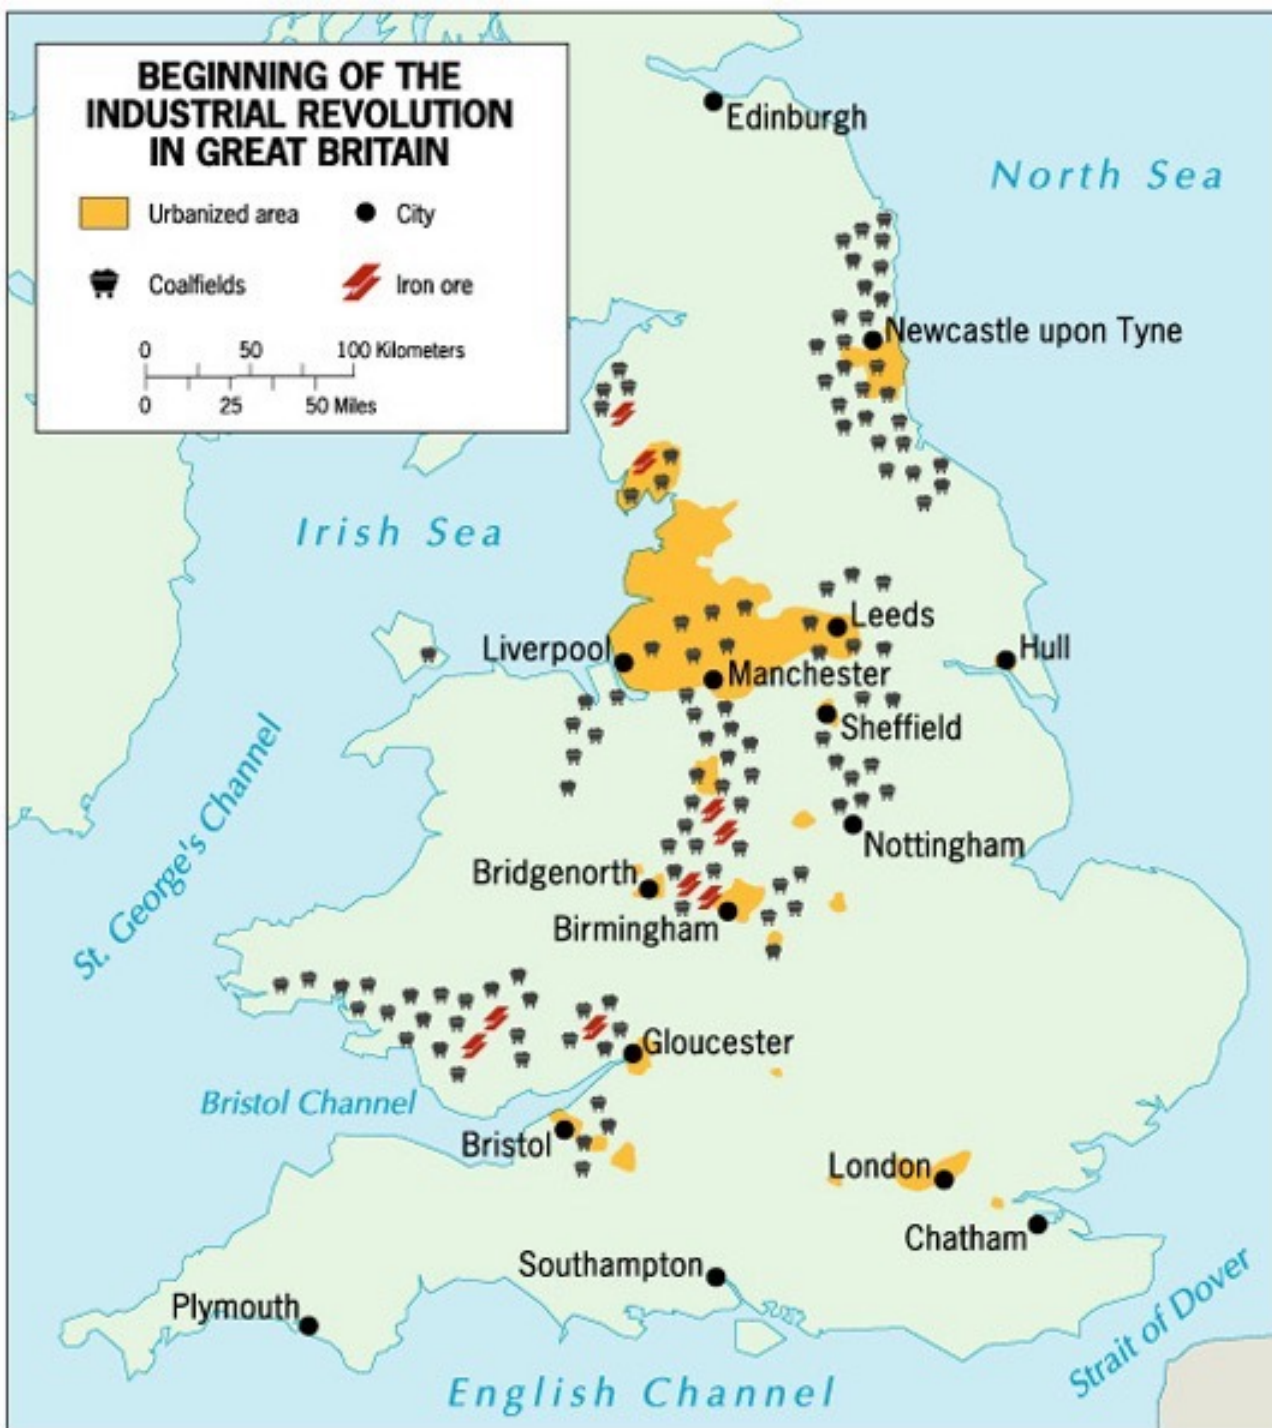 BEGINNING OF THE
INDUSTRIAL REVOLUTION
IN GREAT BRITAIN
Urbanized area
City
Coalfields
Iron ore
0 50 100 Kilometers
0 25 50 Miles
Edinburgh
North Sea
Newcastle upon Tyne
Irish Sea
Leeds
Liverpool
Hull
Manchester
Sheffield
St. George's Channel
Nottingham
Bridgenorth
Birmingham
Gloucester
Bristol Channel
Bristol
London
Chatham
Southampton
Plymouth
Strait of Dover
English Channel